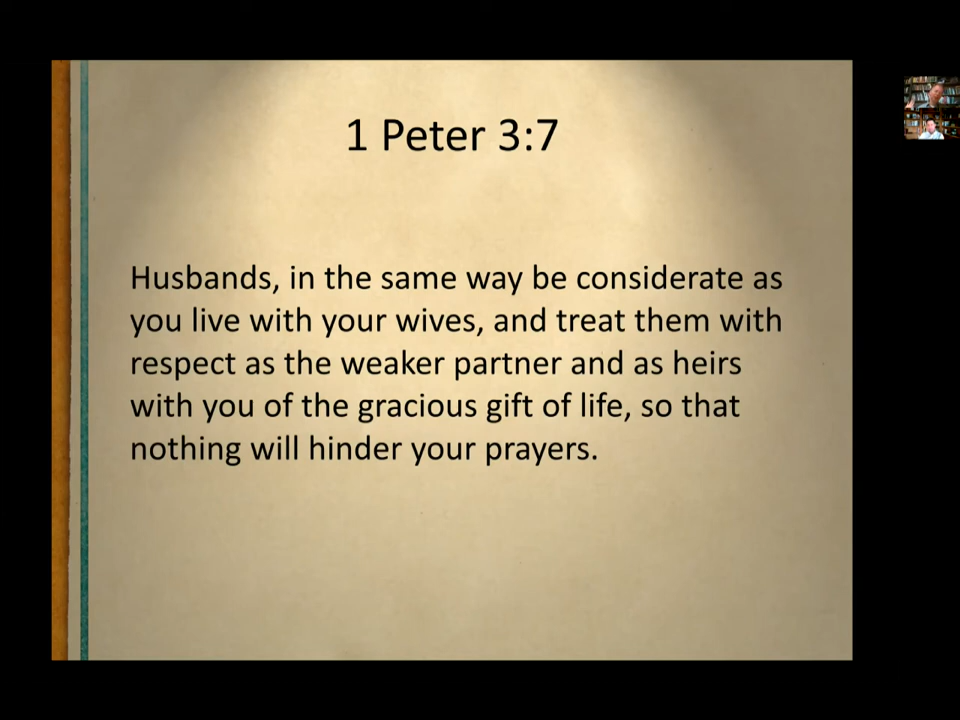 1 Peter 3:7
Husbands, in the same way be considerate as
you live with your wives, and treat them with
respect as the weaker partner and as heirs
with you of the gracious gift of life, so that
nothing will hinder your prayers.